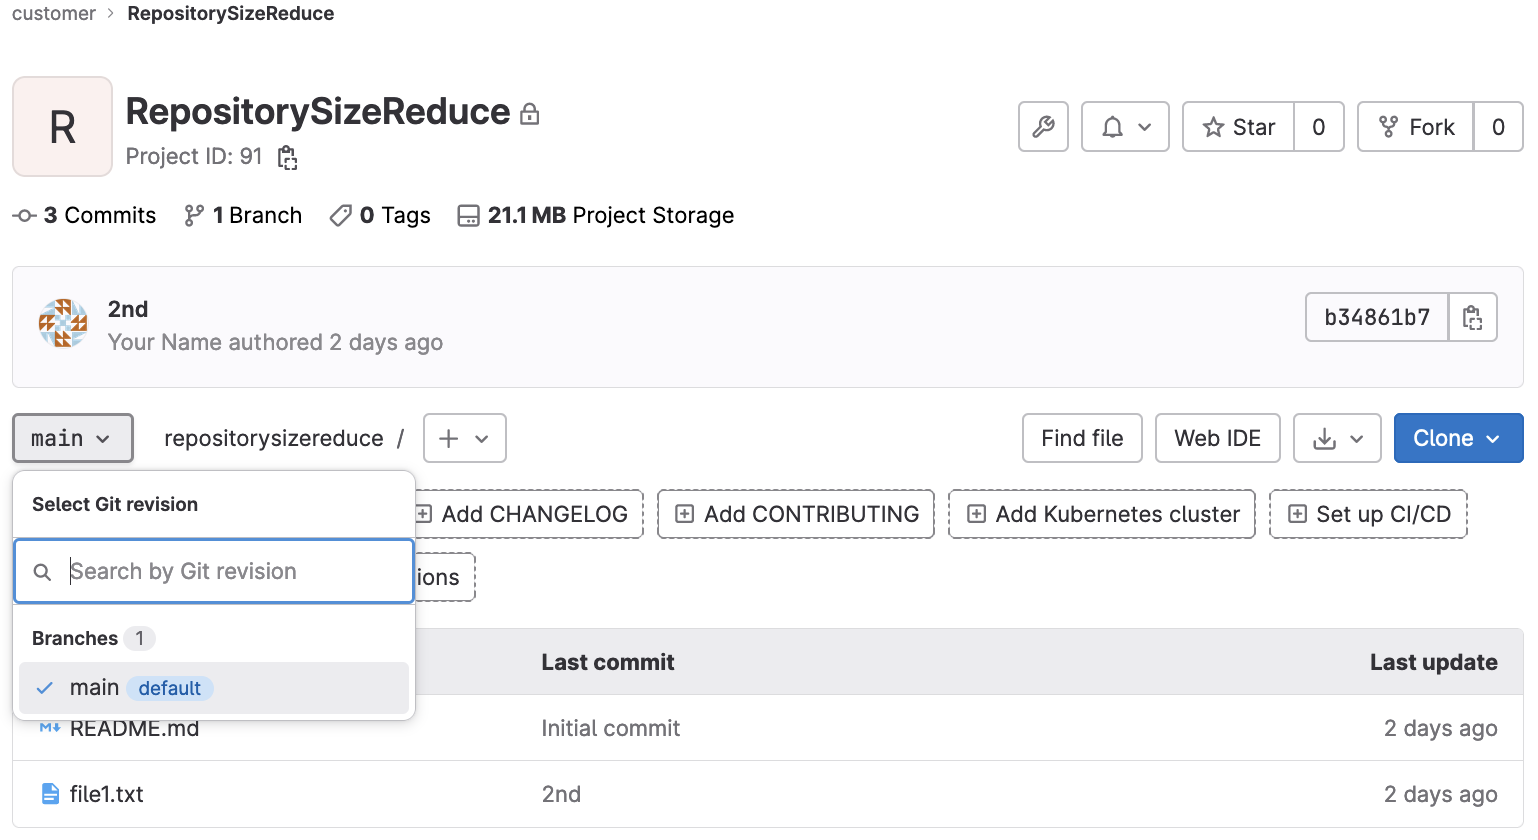 customer > RepositorySizeReduce
R
RepositorySizeReduce
Project ID: 91
Star 0
Fork 0
3 Commits 1 Branch 0 Tags 21.1 MB Project Storage
2nd
Your Name authored 2 days ago
b34861b7
main
repositorysizereduce /
+
Find file
Web IDE
Clone
Select Git revision
Search by Git revision
Branches 1
main default
Add CHANGELOG
Add CONTRIBUTING
Add Kubernetes cluster
Set up CI/CD
ions
Last commit Last update
README.md Initial commit 2 days ago
file1.txt 2nd 2 days ago